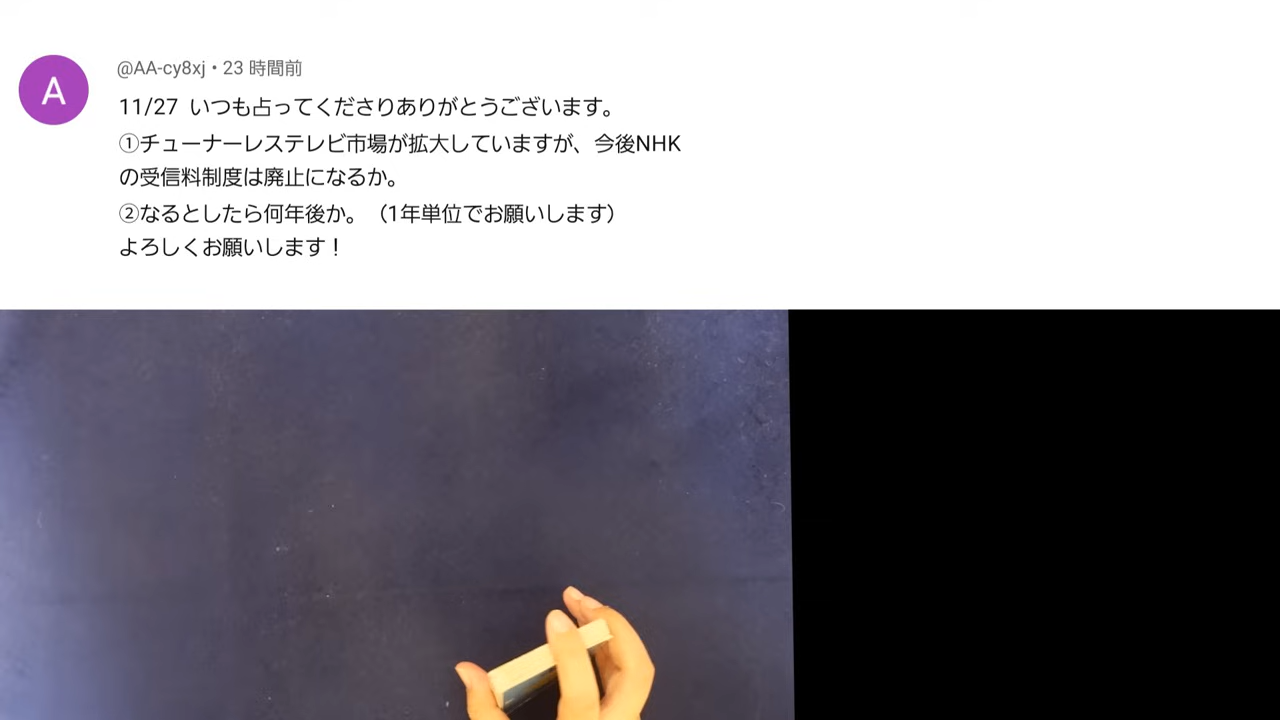 A
@AA-cy8xj • 23 時間前
11/27 いつも占ってくださりありがとうございます。
①チューナーレステレビ市場が拡大していますが、今後NHK
の受信料制度は廃止になるか。
②なるとしたら何年後か。（1年単位でお願いします）
よろしくお願いします！